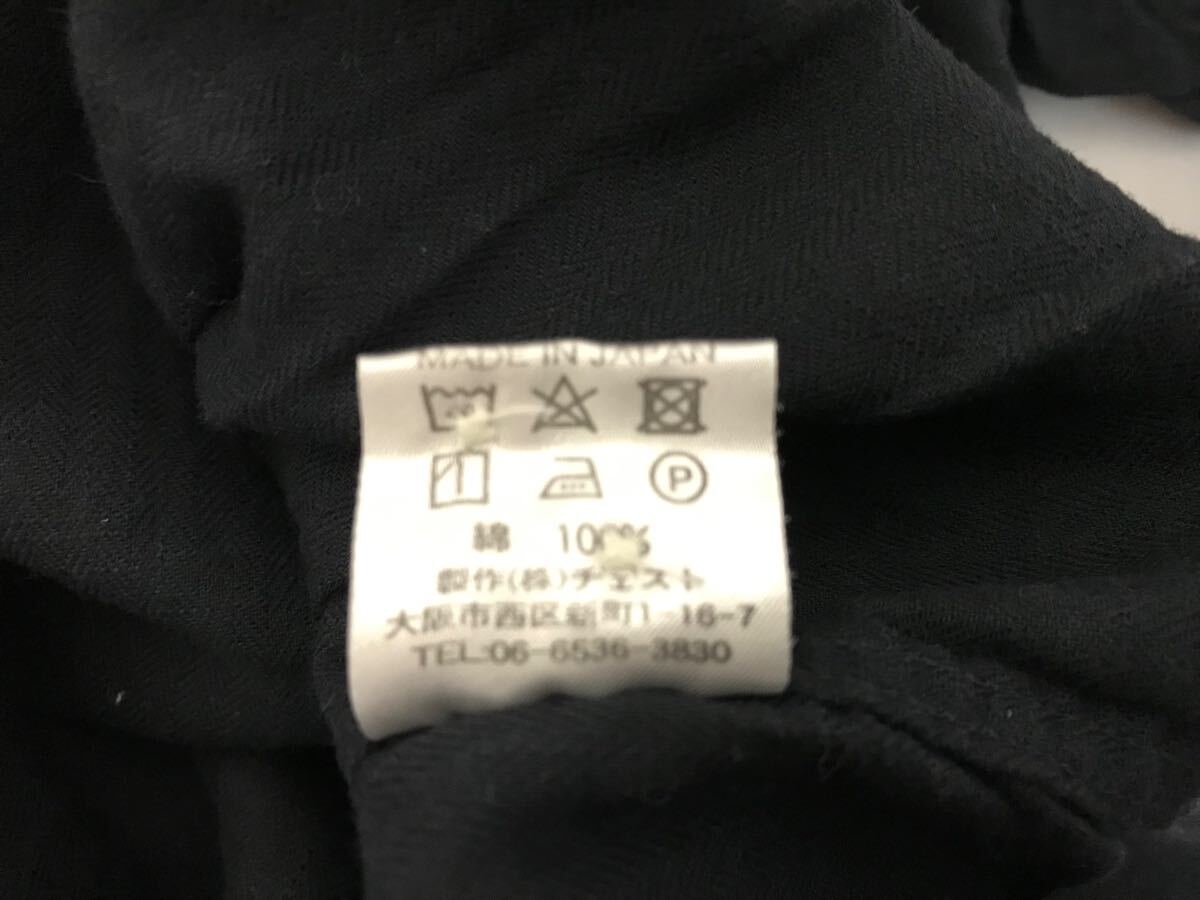 MADE IN JAPAN
P
綿 100%
製作(株)チェスト
大阪市西区新町1-16-7
TEL:06-6536-3830